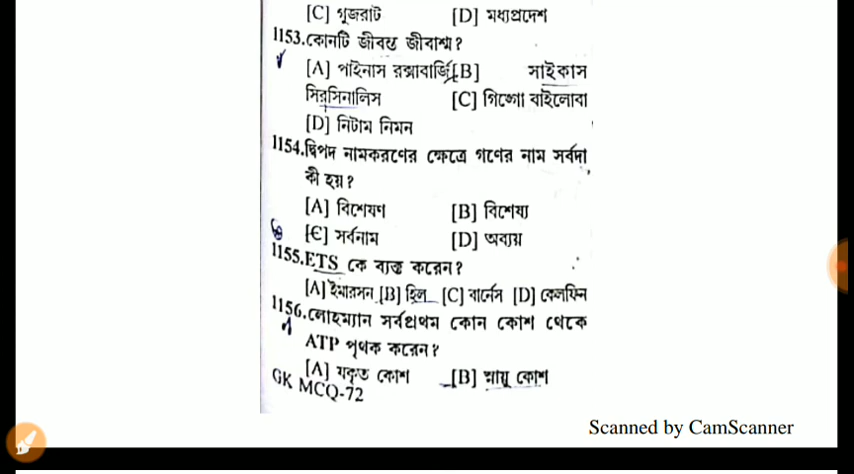 [C] গুজরাট [D] মধ্যপ্রদেশ
1153.কোনটি জীবন্ত জীবাশ্ম?
[A] পাইনাস রক্সবার্জি [B] সাইকাস
সিরসিনালিস [C] গিঙ্গো বাইলোবা
[D] নিটাম নিমন
1154.দ্বিপদ নামকরণের ক্ষেত্রে গণের নাম সর্বদা
কী হয়?
[A] বিশেষণ [B] বিশেষ্য
[C] সর্বনাম [D] অব্যয়
1155.ETS কে ব্যক্ত করেন?
[A] ইমারসন [B] হিল [C] বার্নেস [D] কেলফিন
1156.লোহম্যান সর্বপ্রথম কোন কোশ থেকে
ATP পৃথক করেন?
[A] যকৃত কোশ [B] স্নায়ু কোশ
GK MCQ-72
Scanned by CamScanner